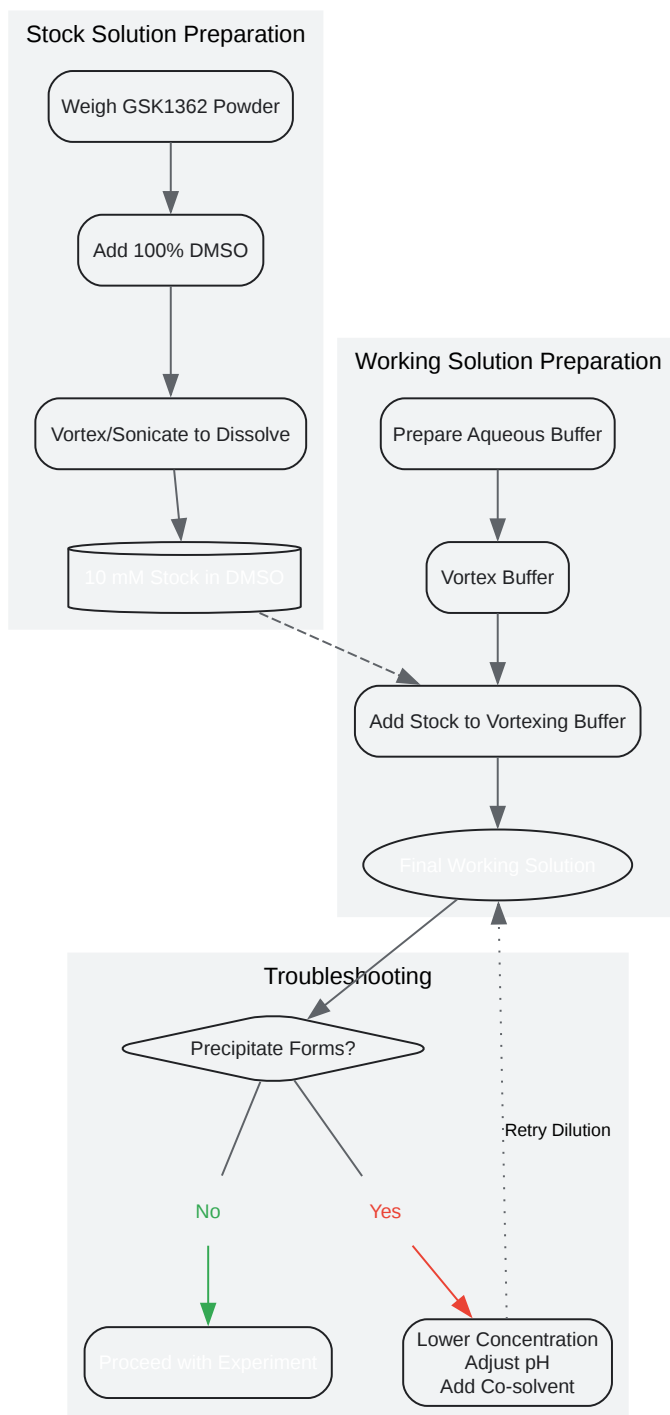 Stock Solution Preparation
Weigh GSK1362 Powder
Add 100% DMSO
Vortex/Sonicate to Dissolve
10 mM Stock in DMSO
Working Solution Preparation
Prepare Aqueous Buffer
Vortex Buffer
Add Stock to Vortexing Buffer
Final Working Solution
Troubleshooting
Precipitate Forms?
Retry Dilution
No
Yes
Proceed with Experiment
Lower Concentration
Adjust pH
Add Co-solvent